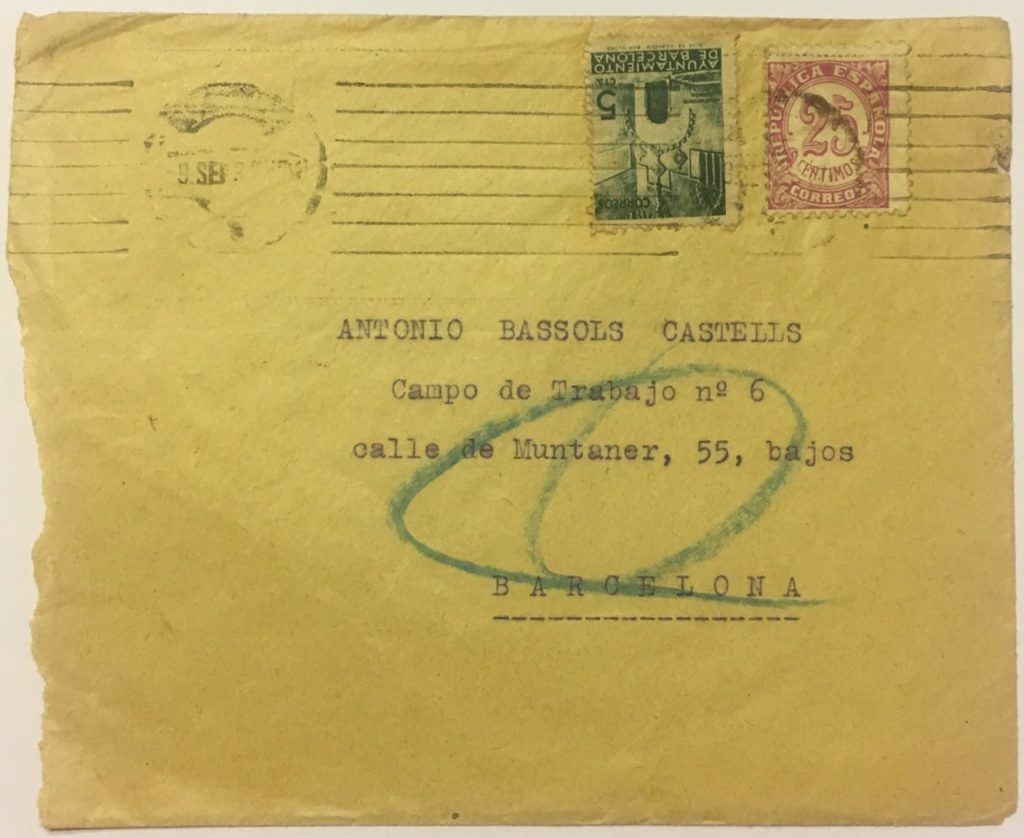 AYUNTAMIENTO
DE BARCELONA
5
CTS
CORREOS
REPUBLICA ESPAÑOLA
25
CENTIMOS
CORREOS
ANTONIO BASSOLS CASTELLS
Campo de Trabajo nº 6
calle de Muntaner, 55, bajos
BARCELONA